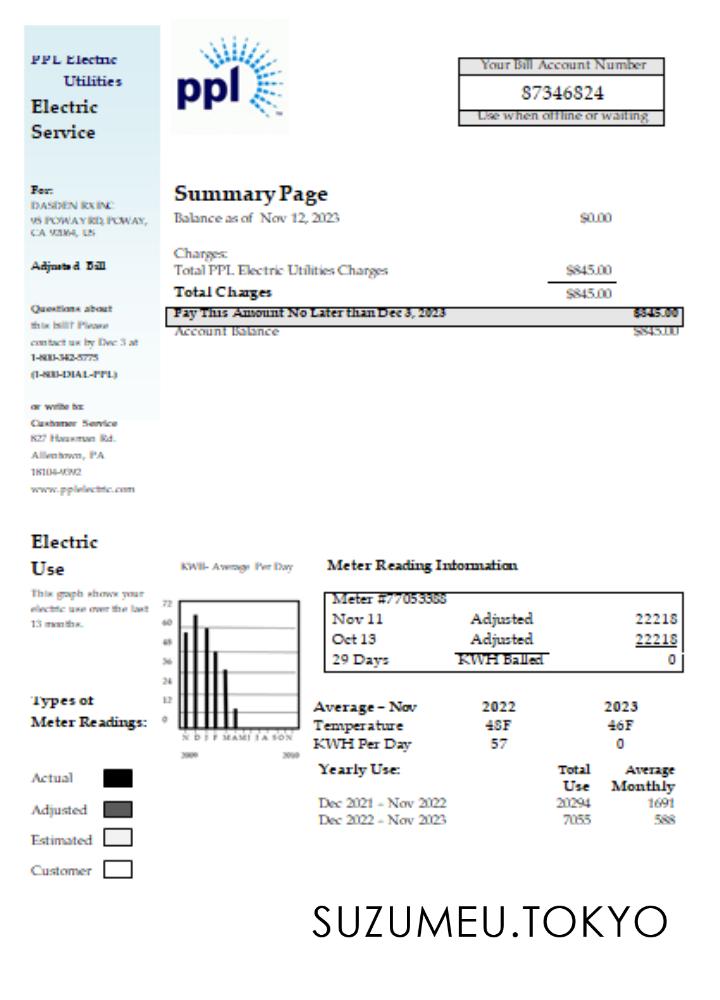 PPL Electric
Utilities
Electric
Service
ppl
Your Bill Account Number
87346824
Use when offline or waiting
For:
DASDEN RX INC
95 POWAY RD, POWAY,
CA 92064, US
Adjusted Bill
Questions about
this bill? Please
contact us by Dec 3 at
1-800-342-5775
(1-800-DIAL-PPL)
or write to:
Customer Service
827 Hausman Rd.
Allentown, PA
18104-9392
www.pplelectric.com
Summary Page
Balance as of Nov 12, 2023 $0.00
Charges:
Total PPL Electric Utilities Charges $845.00
Total Charges $845.00
Pay This Amount No Later than Dec 3, 2023 $845.00
Account Balance $845.00
Electric
Use
This graph shows your
electric use over the last
13 months.
Types of
Meter Readings:
Actual
Adjusted
Estimated
Customer
KWH- Average Per Day
72
60
48
36
24
12
0
N D J F M A M J J A S O N
2009 2010
Meter Reading Information
Meter #77053388
Nov 11 Adjusted 22218
Oct 13 Adjusted 22218
29 Days KWH Balled 0
Average – Nov 2022 2023
Temperature 48F 46F
KWH Per Day 57 0
Yearly Use: Total Average
Use Monthly
Dec 2021 – Nov 2022 20294 1691
Dec 2022 – Nov 2023 7055 588
SUZUMEU.TOKYO